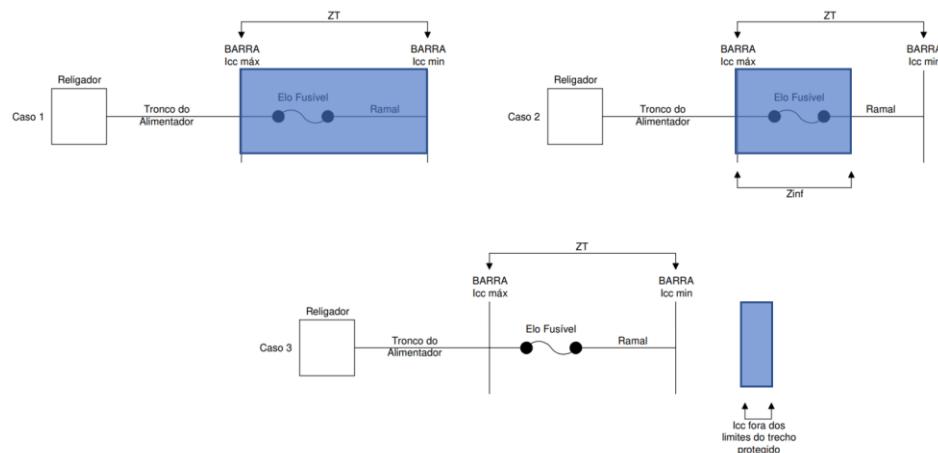 ZT
BARRA
Icc máx
BARRA
Icc min
Religador
Caso 1
Tronco do
Alimentador
Elo Fusível
Ramal
ZT
BARRA
Icc máx
BARRA
Icc min
Religador
Caso 2
Tronco do
Alimentador
Elo Fusível
Ramal
Zinf
ZT
BARRA
Icc máx
BARRA
Icc min
Religador
Caso 3
Tronco do
Alimentador
Elo Fusível
Ramal
Icc fora dos
limites do trecho
protegido